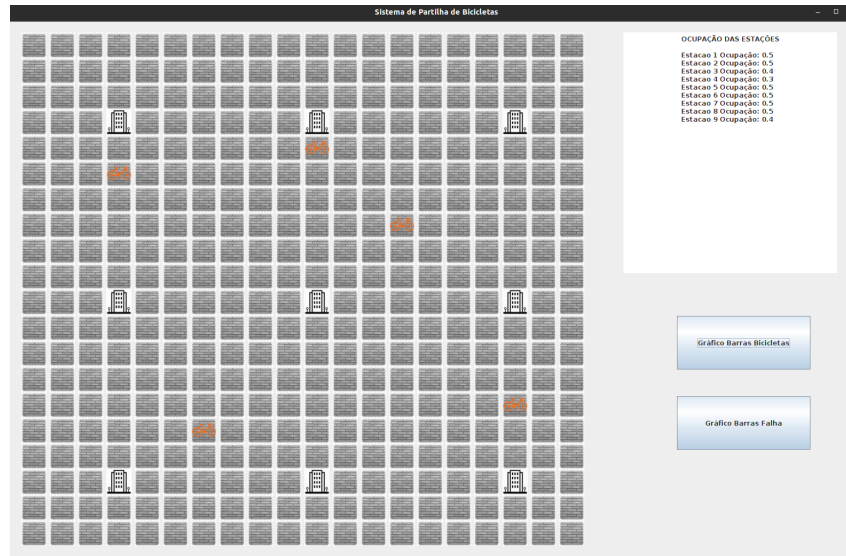 Sistema de Partilha de Bicicletas
OCUPAÇÃO DAS ESTAÇÕES
Estacao 1 Ocupação: 0.5
Estacao 2 Ocupação: 0.5
Estacao 3 Ocupação: 0.4
Estacao 4 Ocupação: 0.3
Estacao 5 Ocupação: 0.5
Estacao 6 Ocupação: 0.5
Estacao 7 Ocupação: 0.5
Estacao 8 Ocupação: 0.5
Estacao 9 Ocupação: 0.4
Gráfico Barras Bicicletas
Gráfico Barras Falha